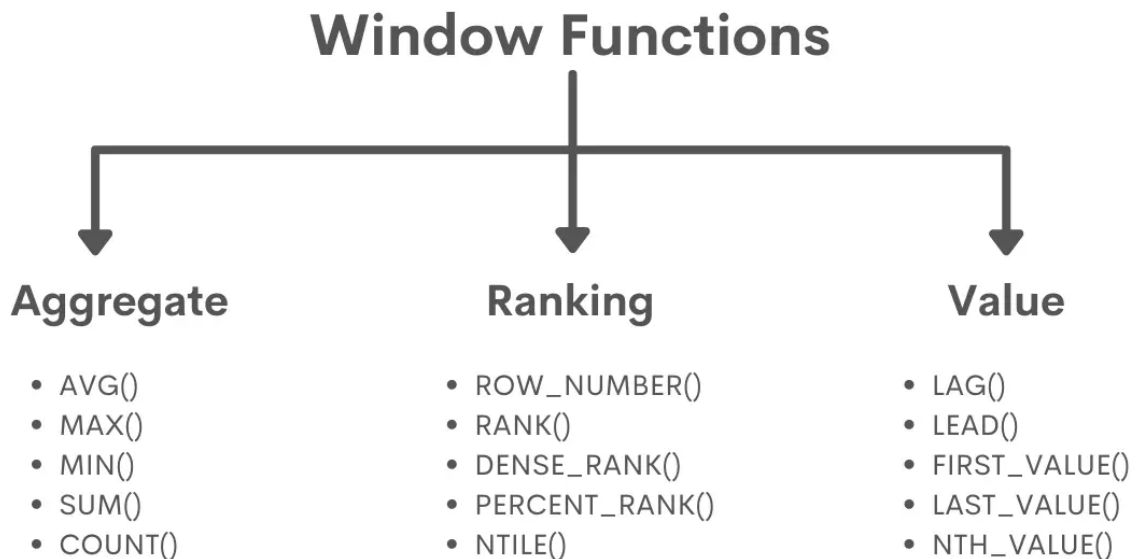 Window Functions
Aggregate
• AVG()
• MAX()
• MIN()
• SUM()
• COUNT()
Ranking
• ROW_NUMBER()
• RANK()
• DENSE_RANK()
• PERCENT_RANK()
• NTILE()
Value
• LAG()
• LEAD()
• FIRST_VALUE()
• LAST_VALUE()
• NTH_VALUE()